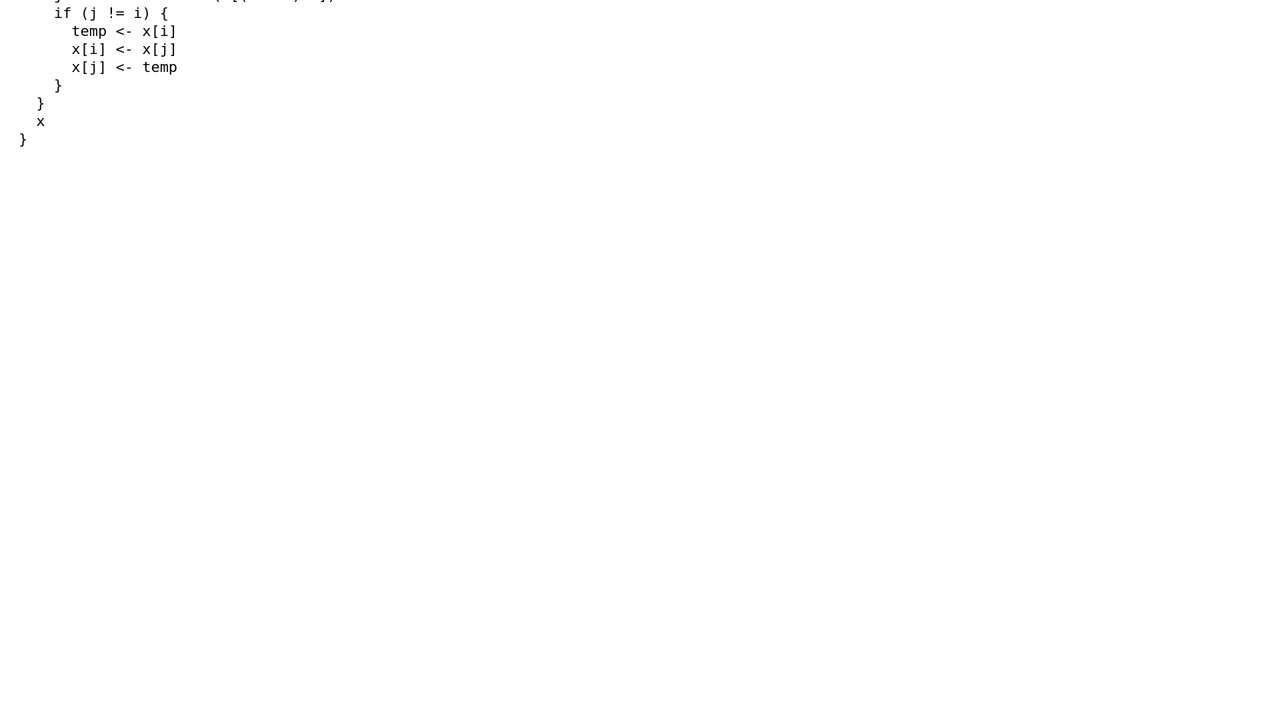 if (j != i) {
      temp <- x[i]
      x[i] <- x[j]
      x[j] <- temp
    }
  }
  x
}